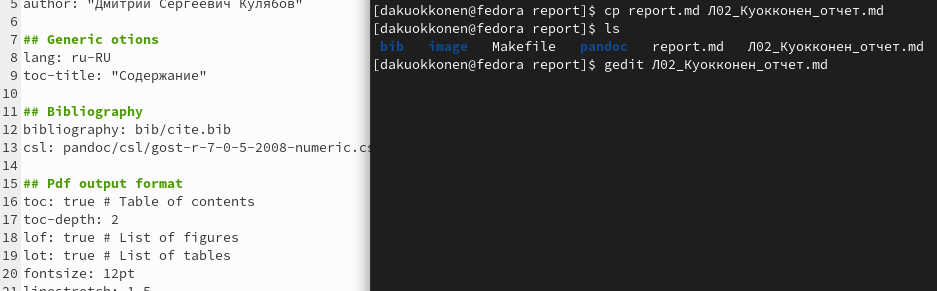 5 author: "Дмитрий Сергеевич Кулябов"
6
7 ## Generic otions
8 lang: ru-RU
9 toc-title: "Содержание"
10
11 ## Bibliography
12 bibliography: bib/cite.bib
13 csl: pandoc/csl/gost-r-7-0-5-2008-numeric.cs
14
15 ## Pdf output format
16 toc: true # Table of contents
17 toc-depth: 2
18 lof: true # List of figures
19 lot: true # List of tables
20 fontsize: 12pt
21 linestretch: 1.5
[dakuokkonen@fedora report]$ cp report.md Л02_Куокконен_отчет.md
[dakuokkonen@fedora report]$ ls
bib image Makefile pandoc report.md Л02_Куокконен_отчет.md
[dakuokkonen@fedora report]$ gedit Л02_Куокконен_отчет.md